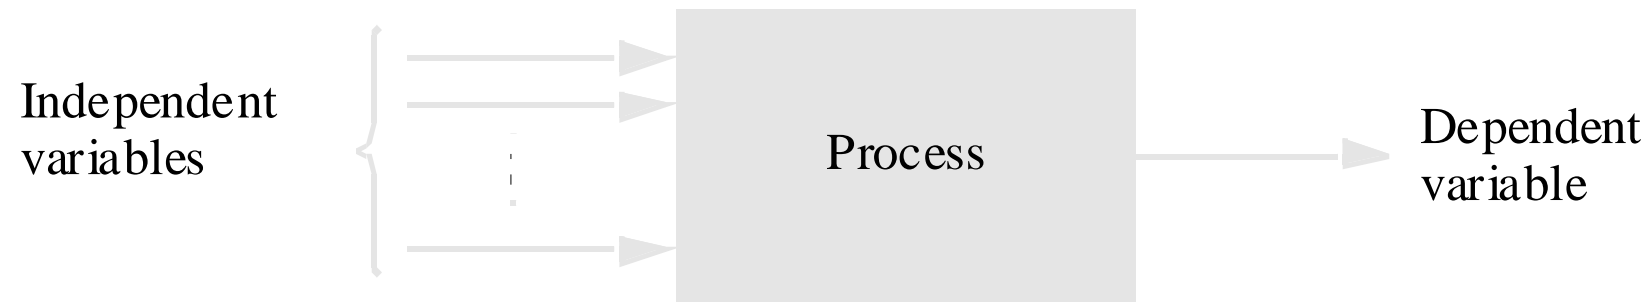 Independent
variables
Process
Dependent
variable